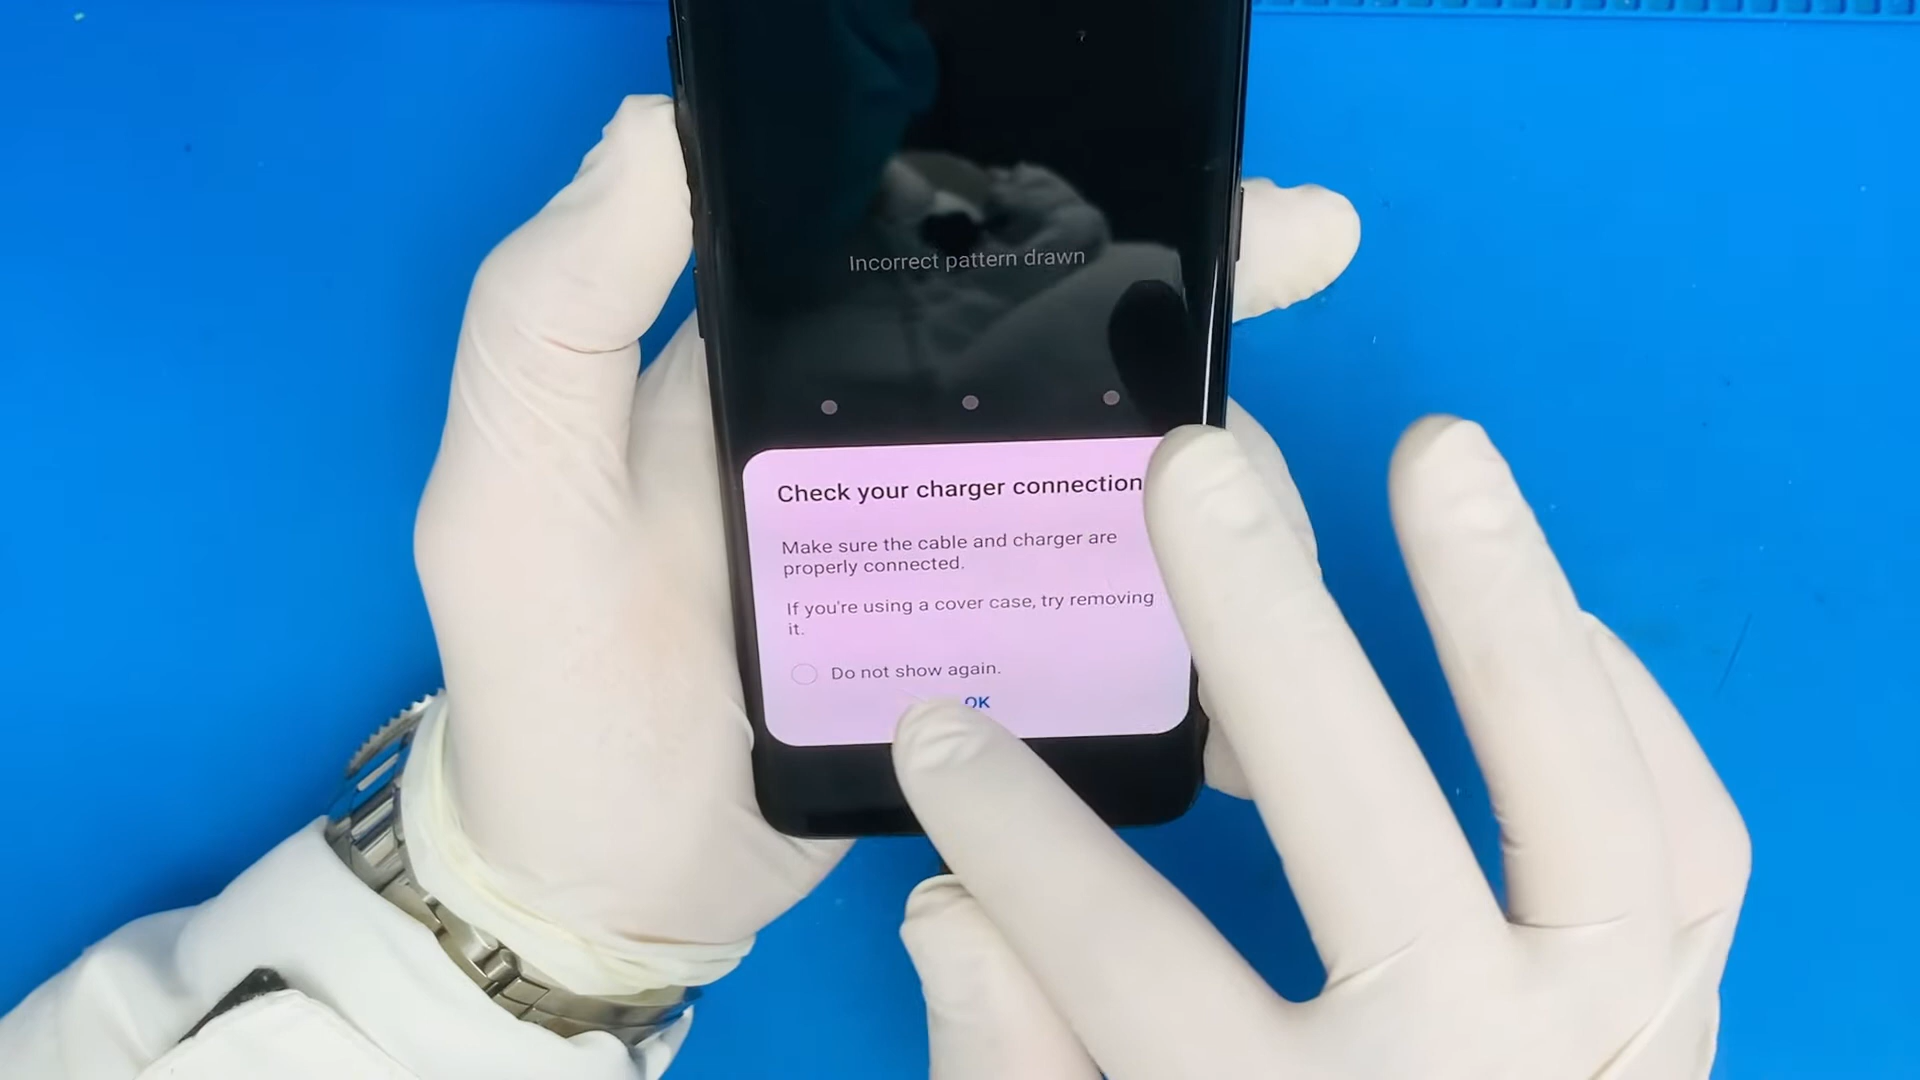 Incorrect pattern drawn
Check your charger connection
Make sure the cable and charger are
properly connected.
If you're using a cover case, try removing
it.
Do not show again.
OK